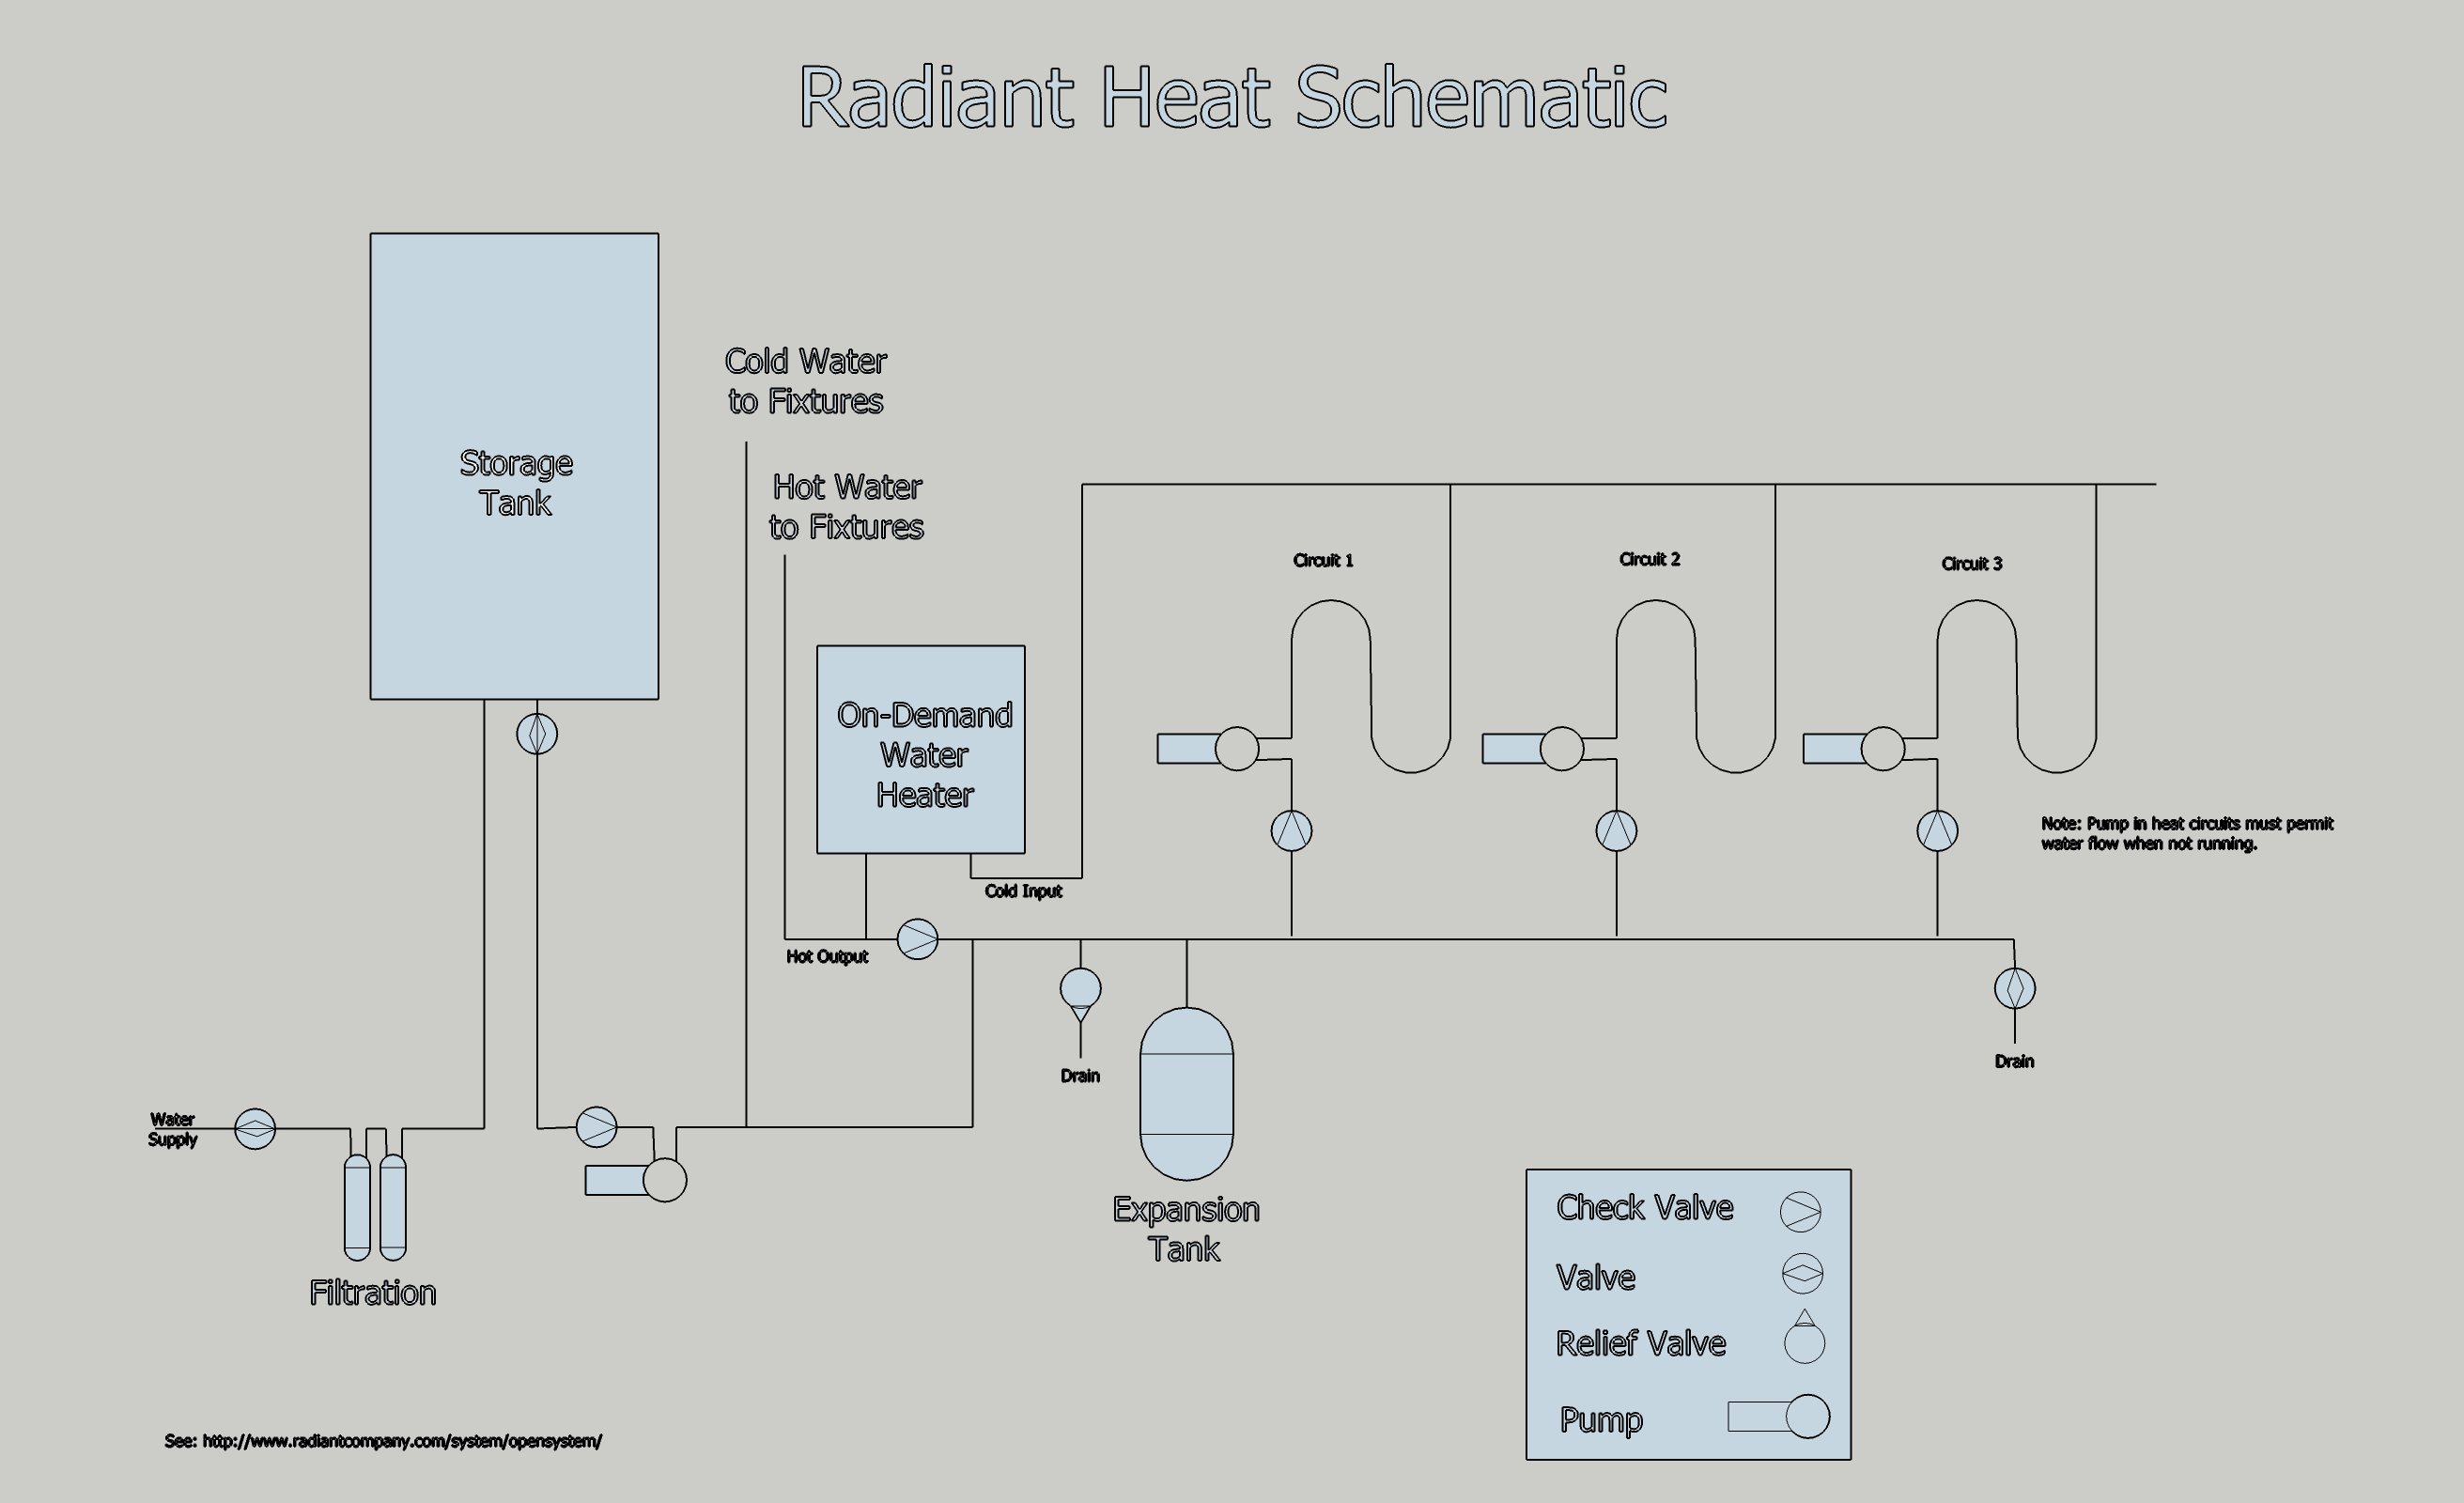 Radiant Heat Schematic
Cold Water
to Fixtures
Storage
Tank
Hot Water
to Fixtures
Circuit 1
Circuit 2
Circuit 3
On-Demand
Water
Heater
Note: Pump in heat circuits must permit
water flow when not running.
Cold Input
Hot Output
Drain
Drain
Water
Supply
Expansion
Tank
Filtration
Check Valve
Valve
Relief Valve
Pump
See: http://www.radiantcompany.com/system/opensystem/